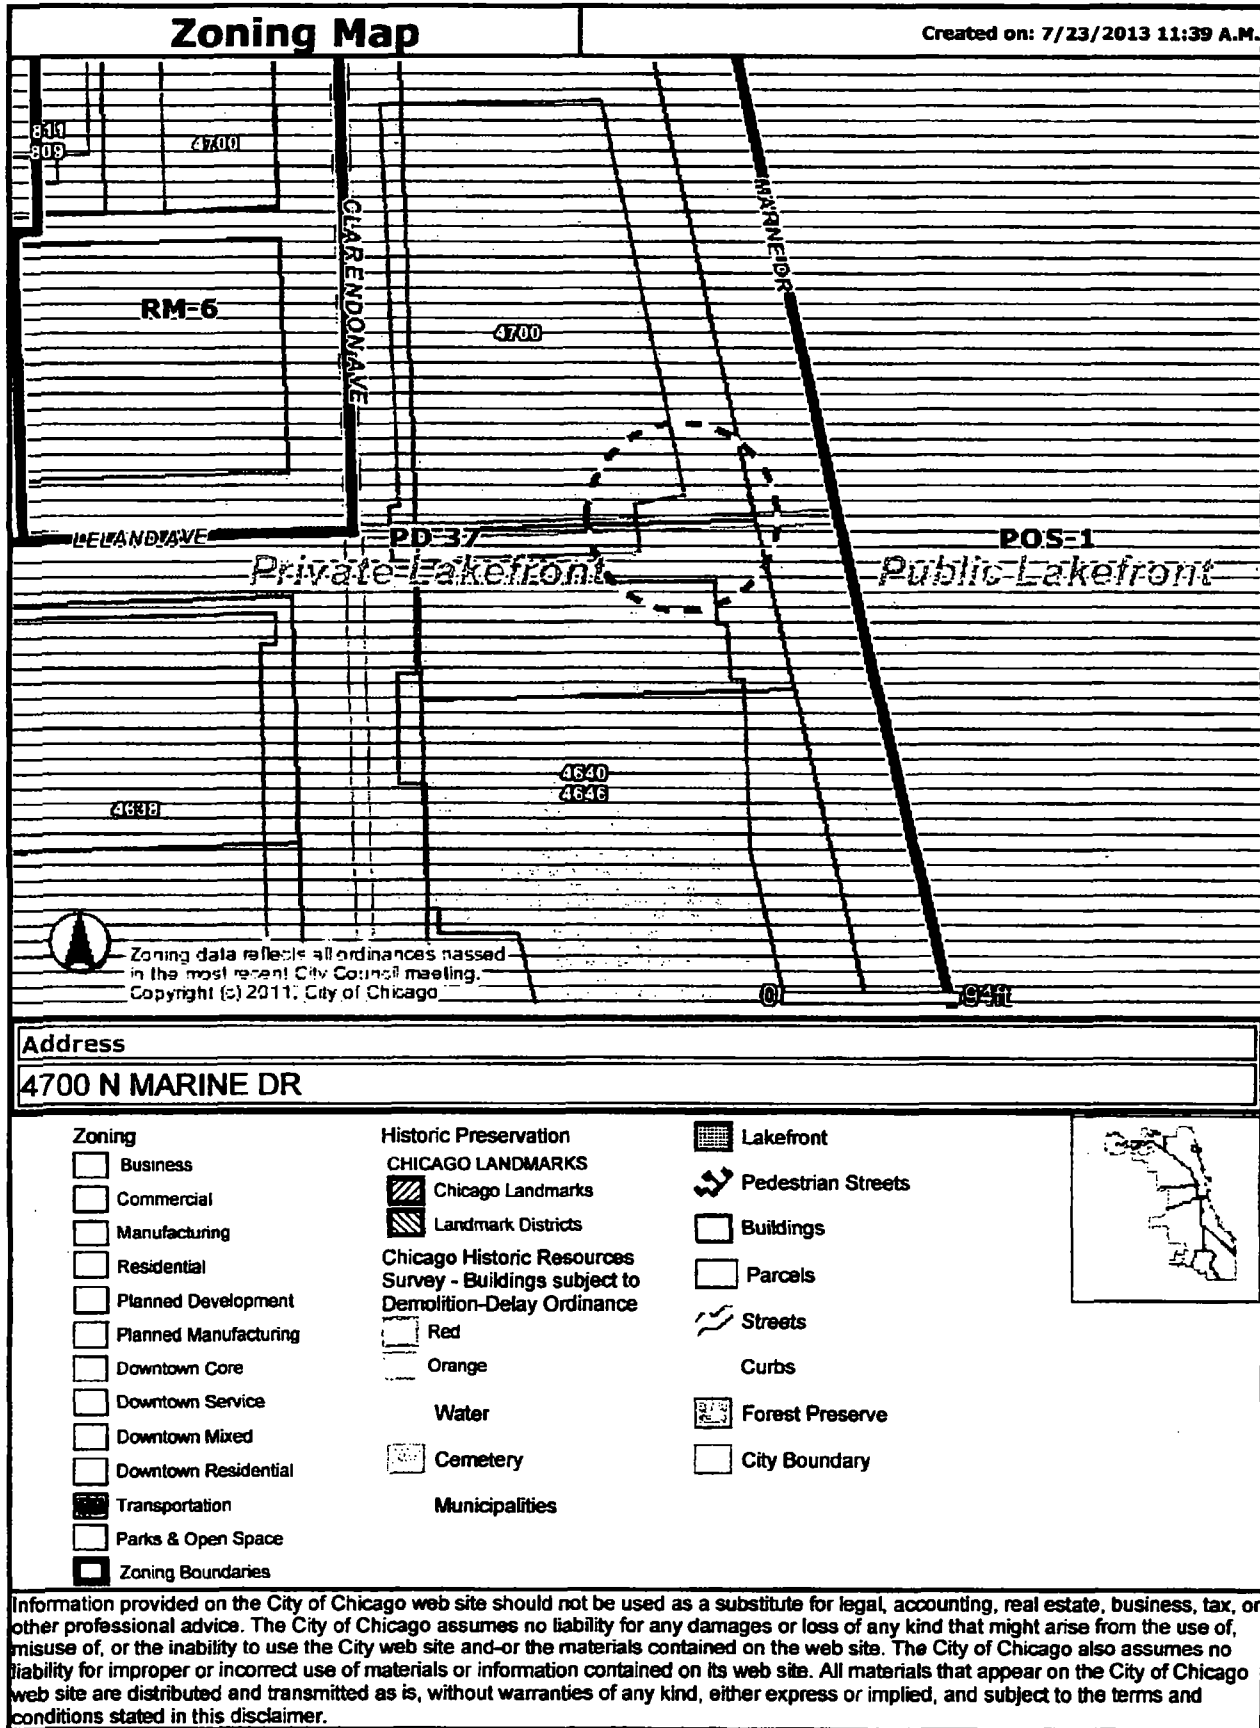 Zoning Map
Created on: 7/23/2013 11:39 A.M.
811
809
4700
CLARENDON AVE
MARINE DR
RM-6
4700
LELAND AVE
PD 37
POS-1
Private Lakefront
Public Lakefront
4640
4646
4638
Zoning data reflects all ordinances passed
in the most recent City Council meeting.
Copyright (c) 2011, City of Chicago
0
94ft
Address
4700 N MARINE DR
Zoning
Business
Commercial
Manufacturing
Residential
Planned Development
Planned Manufacturing
Downtown Core
Downtown Service
Downtown Mixed
Downtown Residential
Transportation
Parks & Open Space
Zoning Boundaries
Historic Preservation
CHICAGO LANDMARKS
Chicago Landmarks
Landmark Districts
Chicago Historic Resources
Survey - Buildings subject to
Demolition-Delay Ordinance
Red
Orange
Water
Cemetery
Municipalities
Lakefront
Pedestrian Streets
Buildings
Parcels
Streets
Curbs
Forest Preserve
City Boundary
Information provided on the City of Chicago web site should not be used as a substitute for legal, accounting, real estate, business, tax, or
other professional advice. The City of Chicago assumes no liability for any damages or loss of any kind that might arise from the use of,
misuse of, or the inability to use the City web site and-or the materials contained on the web site. The City of Chicago also assumes no
liability for improper or incorrect use of materials or information contained on its web site. All materials that appear on the City of Chicago
web site are distributed and transmitted as is, without warranties of any kind, either express or implied, and subject to the terms and
conditions stated in this disclaimer.